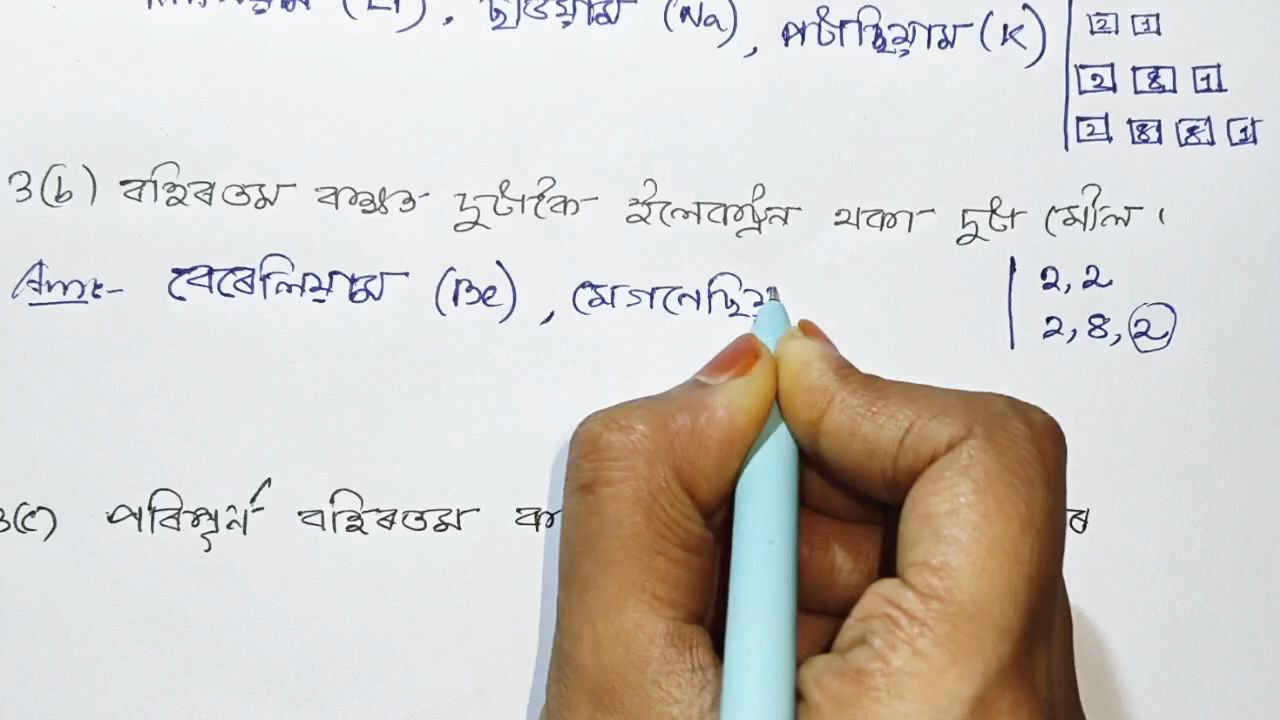 (Li), ছডিয়াম (Na), পটাছিয়াম (K)
2 1
2 8 1
2 8 8 1
3(b) বহিৰতম কক্ষত দুটাকৈ ইলেকট্ৰন থকা দুটা মৌল।
Ans:- বেৰেলিয়াম (Be), মেগনেছিয়
2, 2
2, 8, 2
3(c) পৰিপূৰ্ণ বহিৰতম